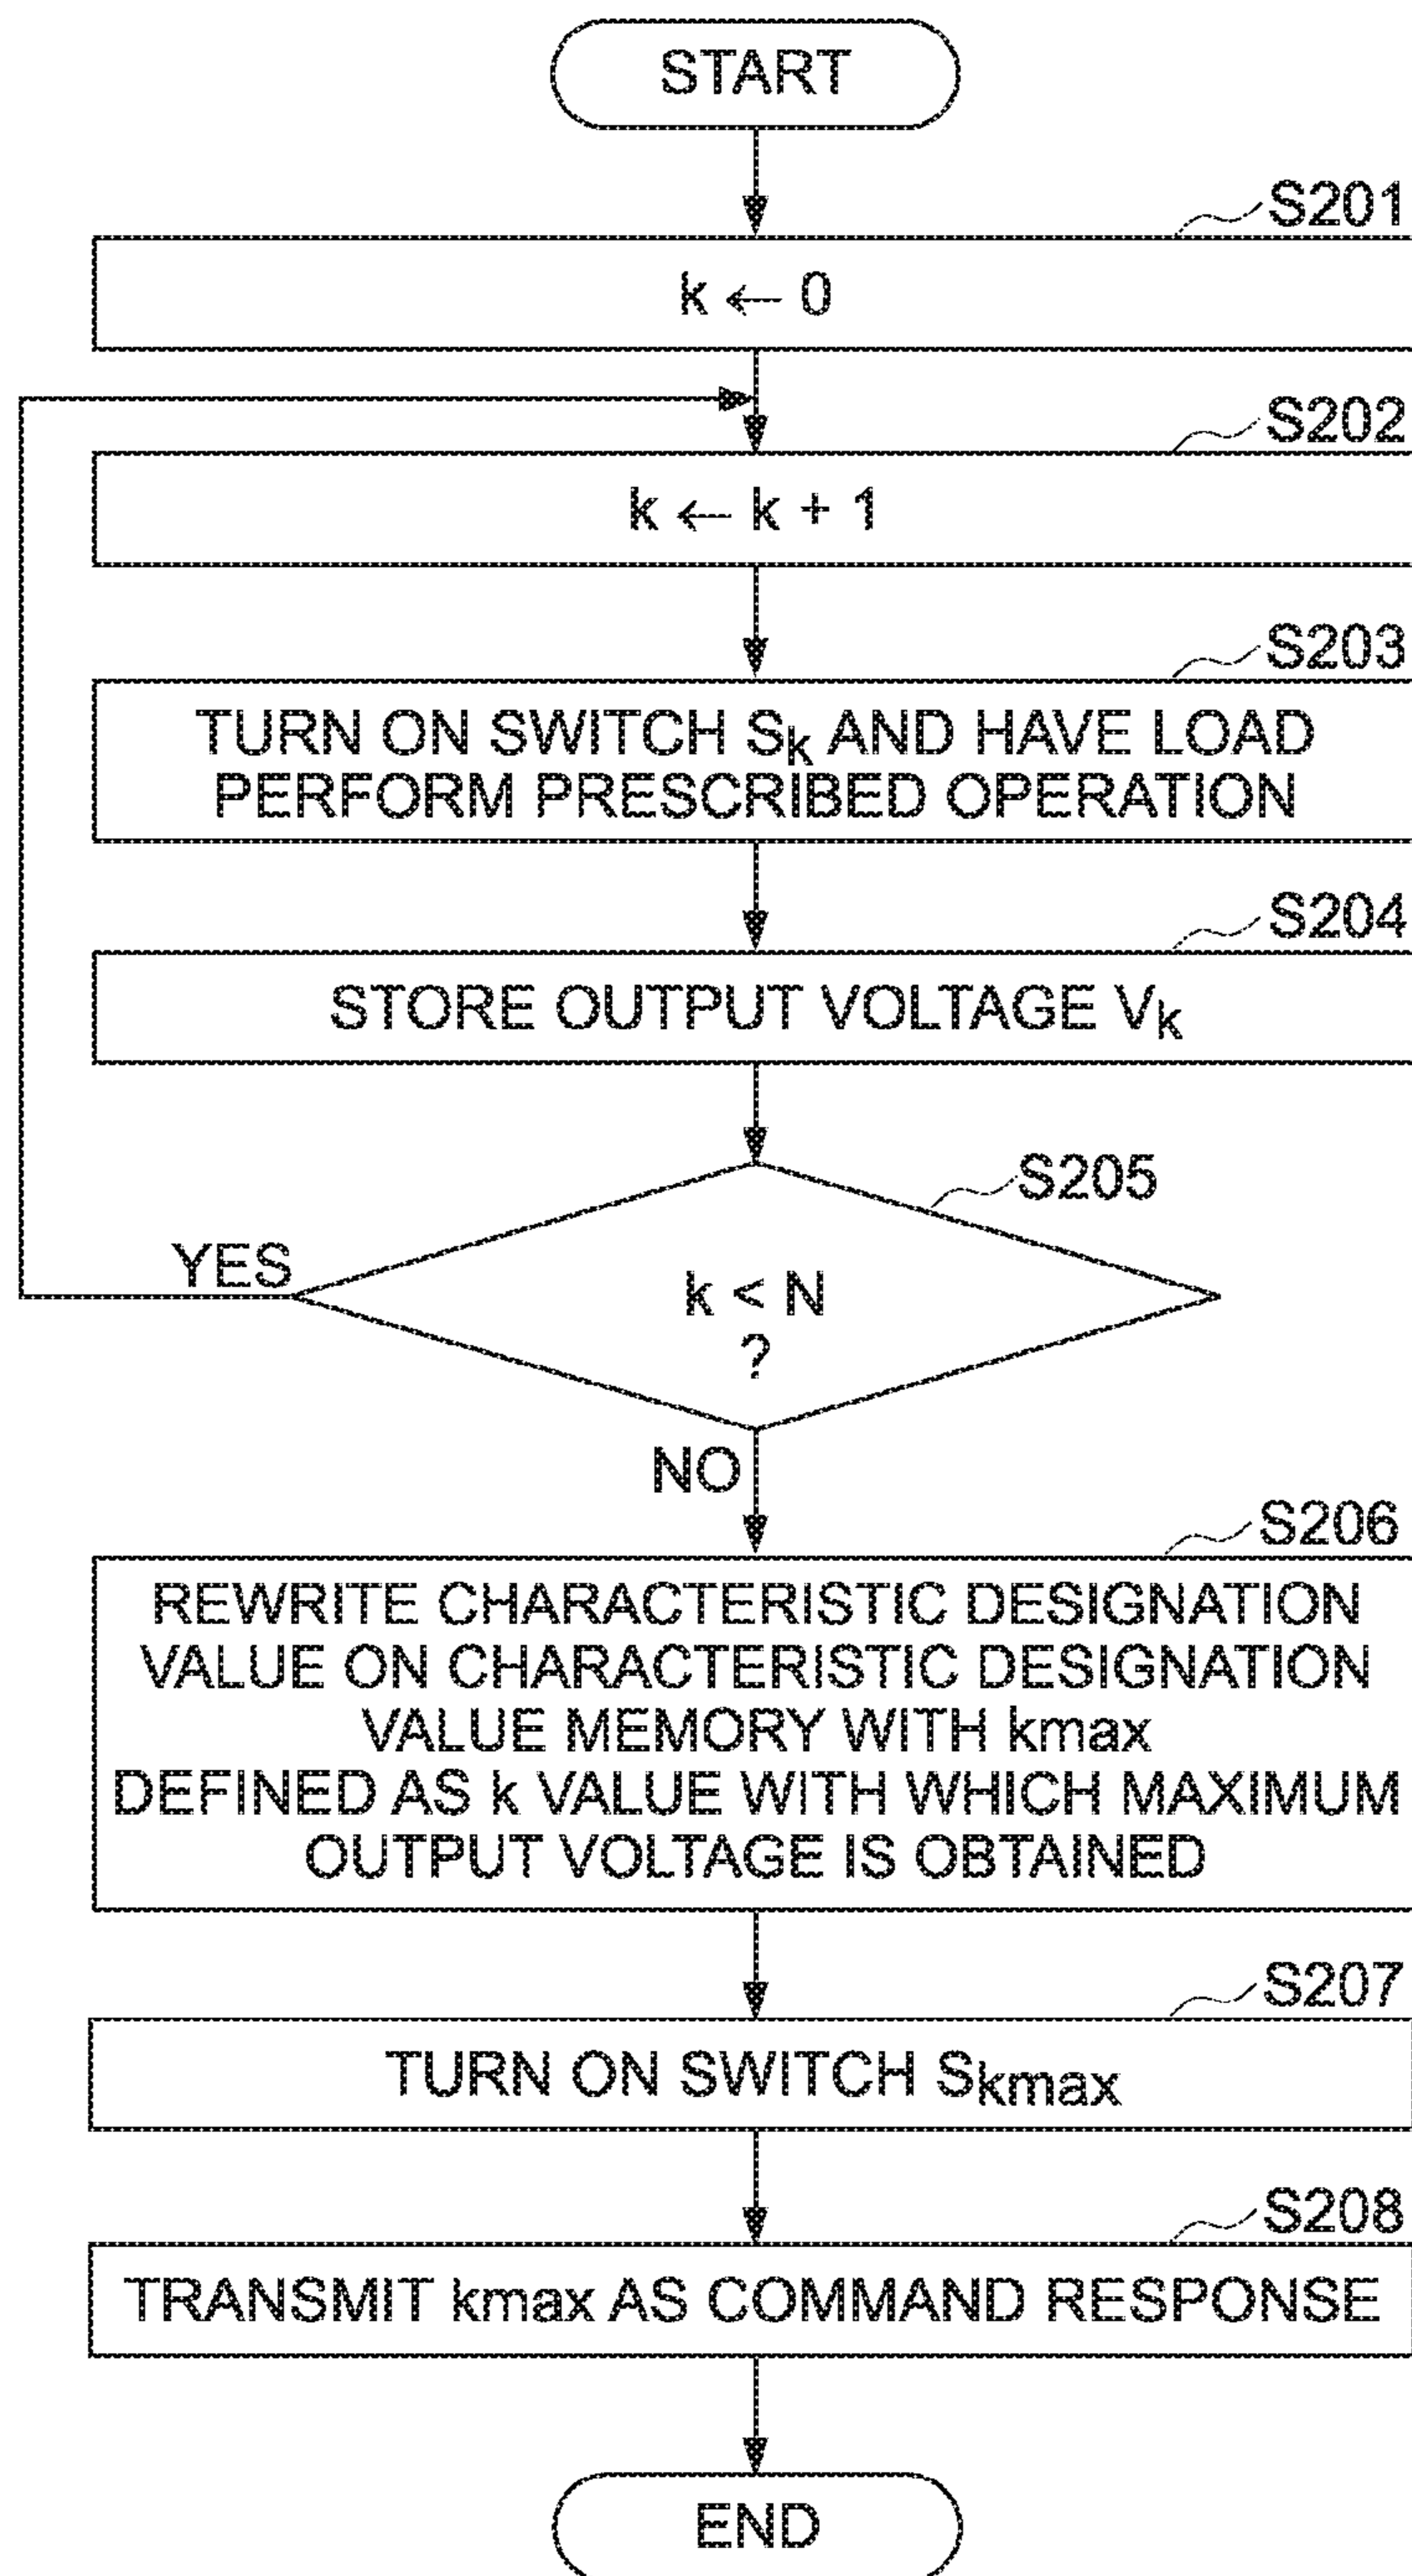 START
S201
k ← 0
S202
k ← k + 1
S203
TURN ON SWITCH Sk AND HAVE LOAD
PERFORM PRESCRIBED OPERATION
S204
STORE OUTPUT VOLTAGE Vk
S205
YES
k < N
?
NO
S206
REWRITE CHARACTERISTIC DESIGNATION
VALUE ON CHARACTERISTIC DESIGNATION
VALUE MEMORY WITH kmax
DEFINED AS k VALUE WITH WHICH MAXIMUM
OUTPUT VOLTAGE IS OBTAINED
S207
TURN ON SWITCH Skmax
S208
TRANSMIT kmax AS COMMAND RESPONSE
END